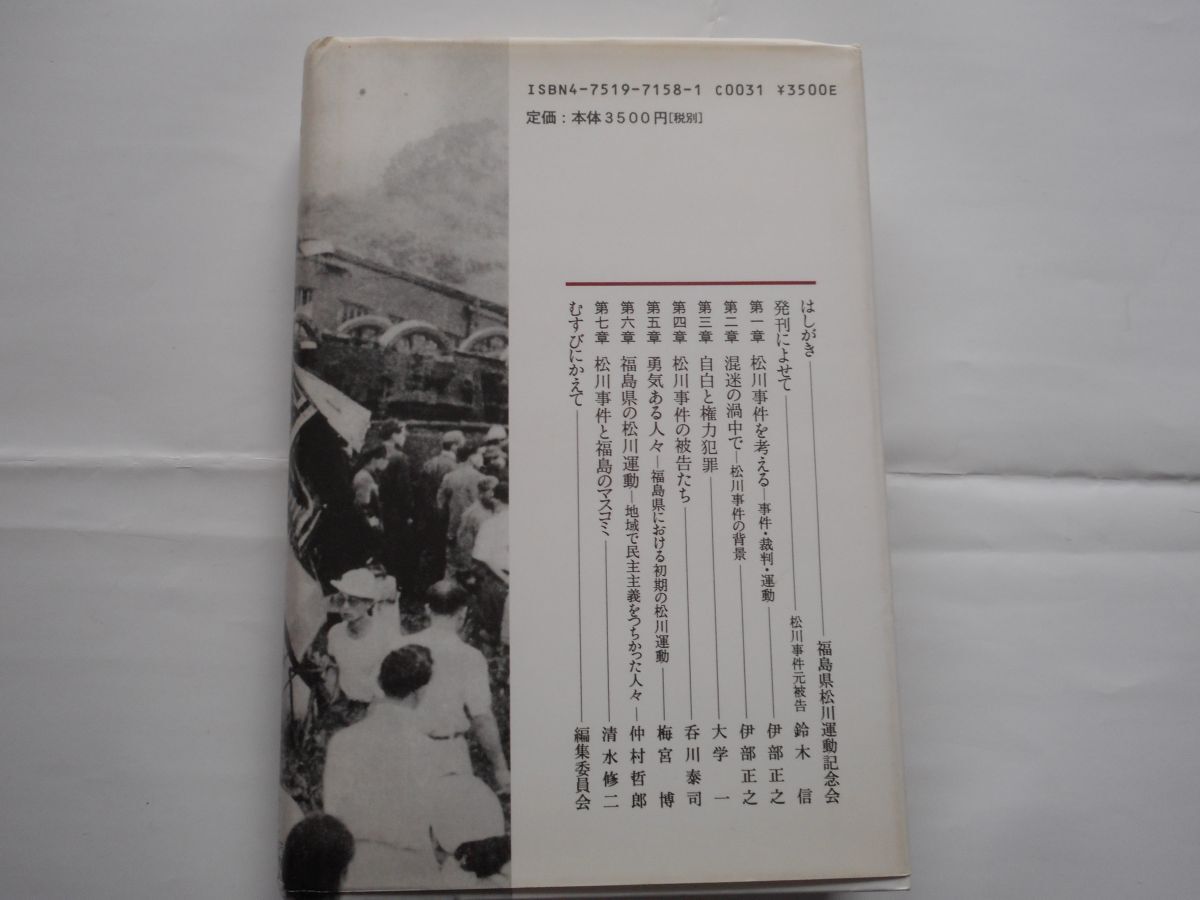 ISBN4-7519-7158-1 C0031 ¥3500E
定価：本体3500円[税別]
はしがき――福島県松川運動記念会
発刊によせて――松川事件元被告 鈴木 信
第一章 松川事件を考える―事件・裁判・運動――伊部正之
第二章 混迷の渦中で―松川事件の背景――伊部正之
第三章 自白と権力犯罪――大学 一
第四章 松川事件の被告たち――呑川泰司
第五章 勇気ある人々―福島県における初期の松川運動――梅宮 博
第六章 福島県の松川運動―地域で民主主義をつちかった人々―仲村哲郎
第七章 松川事件と福島のマスコミ――清水修二
むすびにかえて――編集委員会